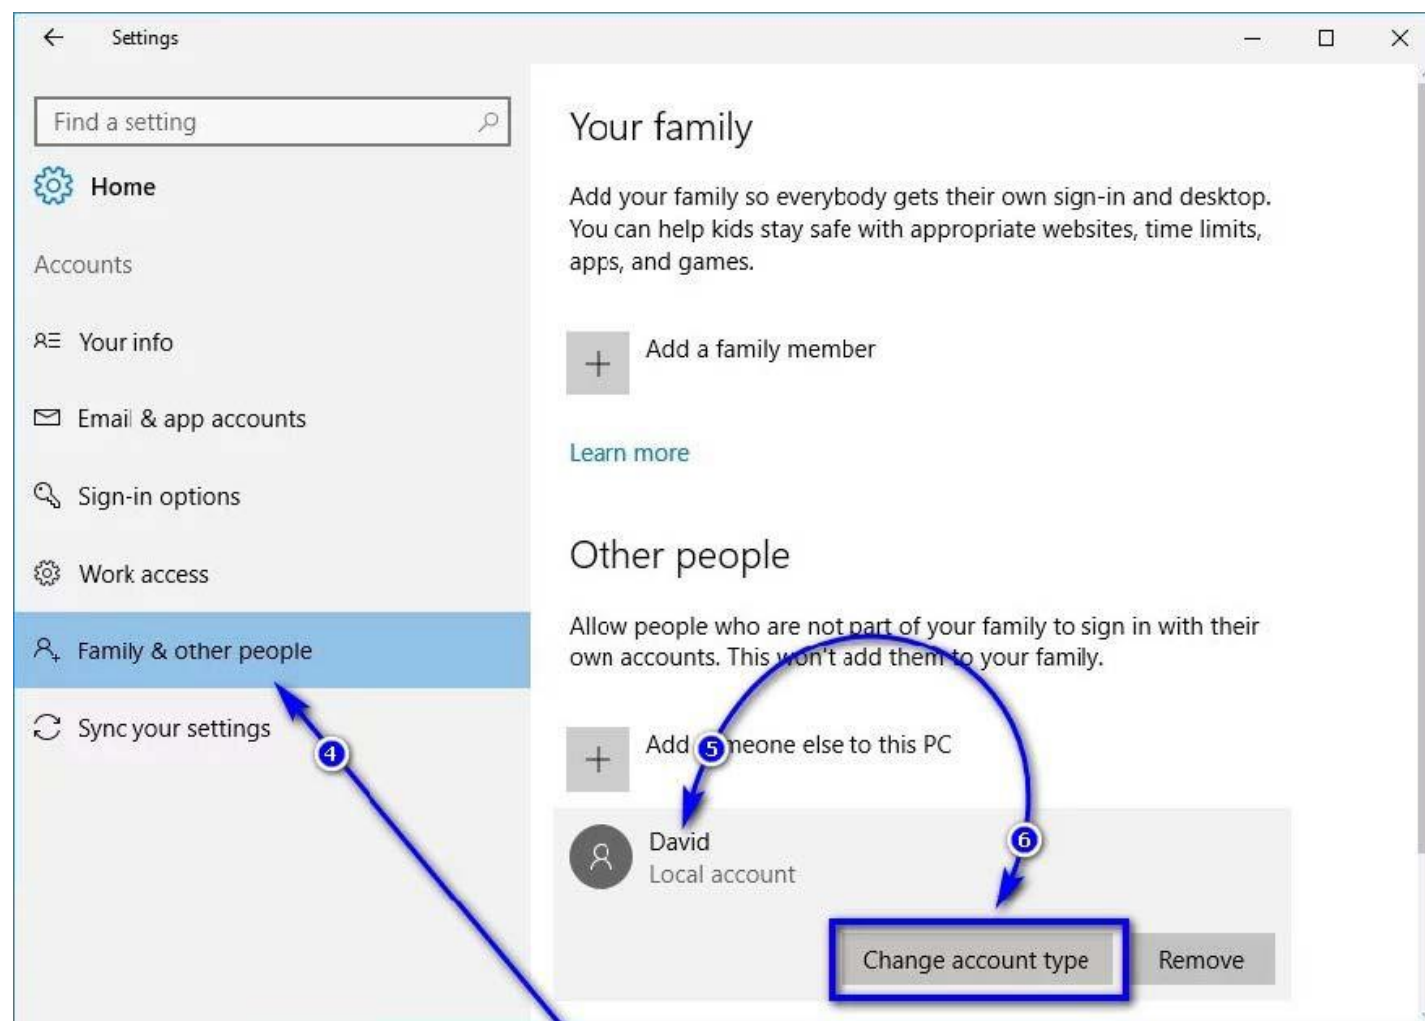 Settings
Find a setting
Home
Accounts
Your info
Email & app accounts
Sign-in options
Work access
Family & other people
Sync your settings
4
Your family
Add your family so everybody gets their own sign-in and desktop.
You can help kids stay safe with appropriate websites, time limits,
apps, and games.
Add a family member
Learn more
Other people
Allow people who are not part of your family to sign in with their
own accounts. This won't add them to your family.
Add someone else to this PC
5
David
Local account
6
Change account type
Remove